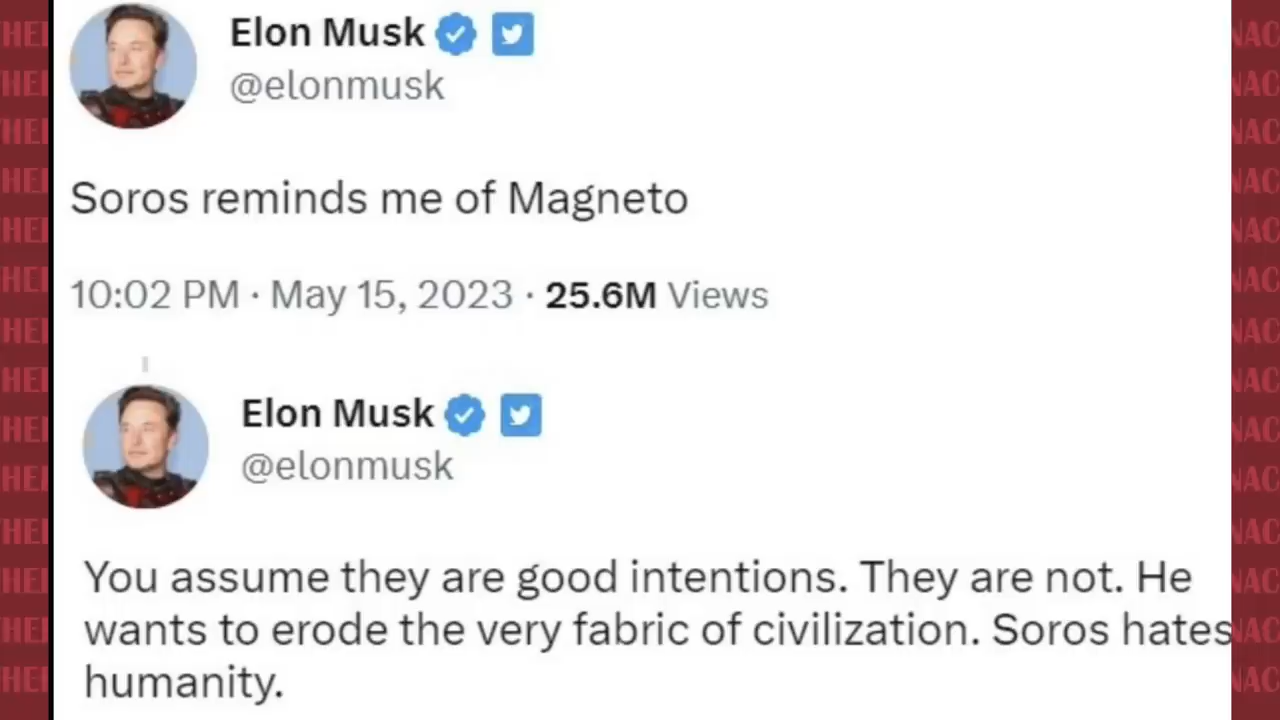 Elon Musk
@elonmusk
Soros reminds me of Magneto
10:02 PM · May 15, 2023 · 25.6M Views
Elon Musk
@elonmusk
You assume they are good intentions. They are not. He
wants to erode the very fabric of civilization. Soros hates
humanity.